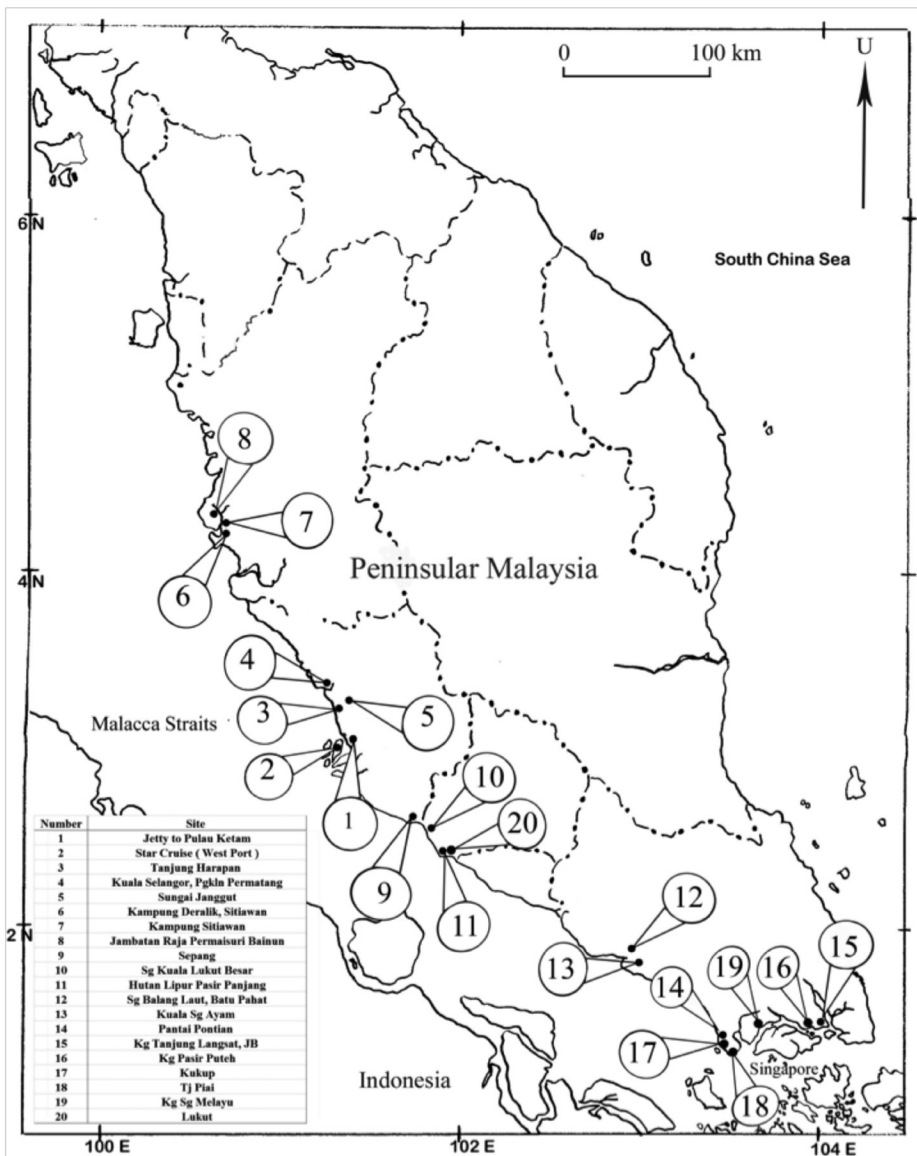 0 100 km
U
6 N
South China Sea
8
7
4 N
Peninsular Malaysia
6
4
3
5
Malacca Straits
2
10
1
20
Number Site
1 Jetty to Pulau Ketam
2 Star Cruise ( West Port )
3 Tanjung Harapan
4 Kuala Selangor, Pgkln Permatang
5 Sungai Janggut
6 Kampung Deralik, Sitiawan
7 Kampung Sitiawan
8 Jambatan Raja Permaisuri Bainun
9 Sepang
10 Sg Kuala Lukut Besar
11 Hutan Lipur Pasir Panjang
12 Sg Balang Laut, Batu Pahat
13 Kuala Sg Ayam
14 Pantai Pontian
15 Kg Tanjung Langsat, JB
16 Kg Pasir Puteh
17 Kukup
18 Tj Piai
19 Kg Sg Melayu
20 Lukut
9
11
12
2 N
13
19
16
15
14
17
Singapore
Indonesia
18
100 E
102 E
104 E